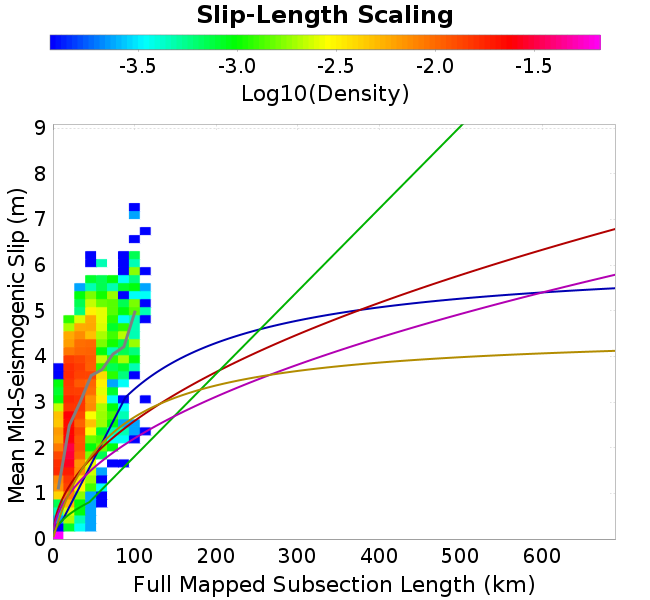 Slip-Length Scaling
-3.5 -3.0 -2.5 -2.0 -1.5
Log10(Density)
9
8
7
6
5
4
3
2
1
0
Mean Mid-Seismogenic Slip (m)
0 100 200 300 400 500 600
Full Mapped Subsection Length (km)